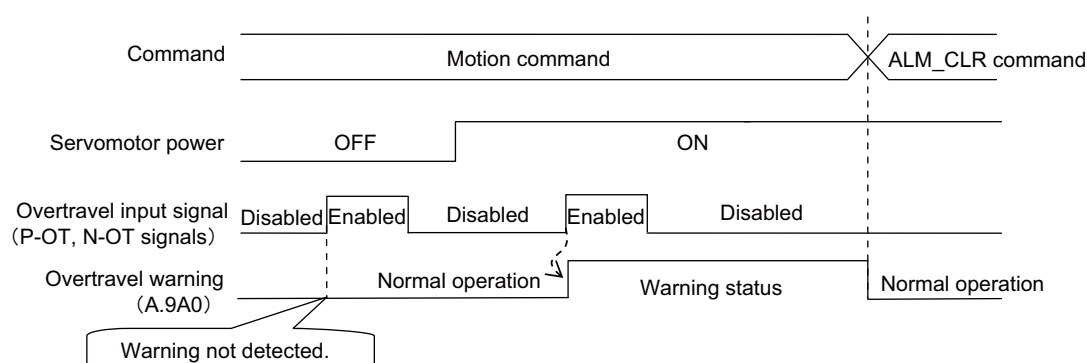 Command
Motion command
ALM_CLR command
Servomotor power
OFF
ON
Overtravel input signal
(P-OT, N-OT signals)
Disabled
Enabled
Disabled
Enabled
Disabled
Overtravel warning
(A.9A0)
Normal operation
Warning status
Normal operation
Warning not detected.